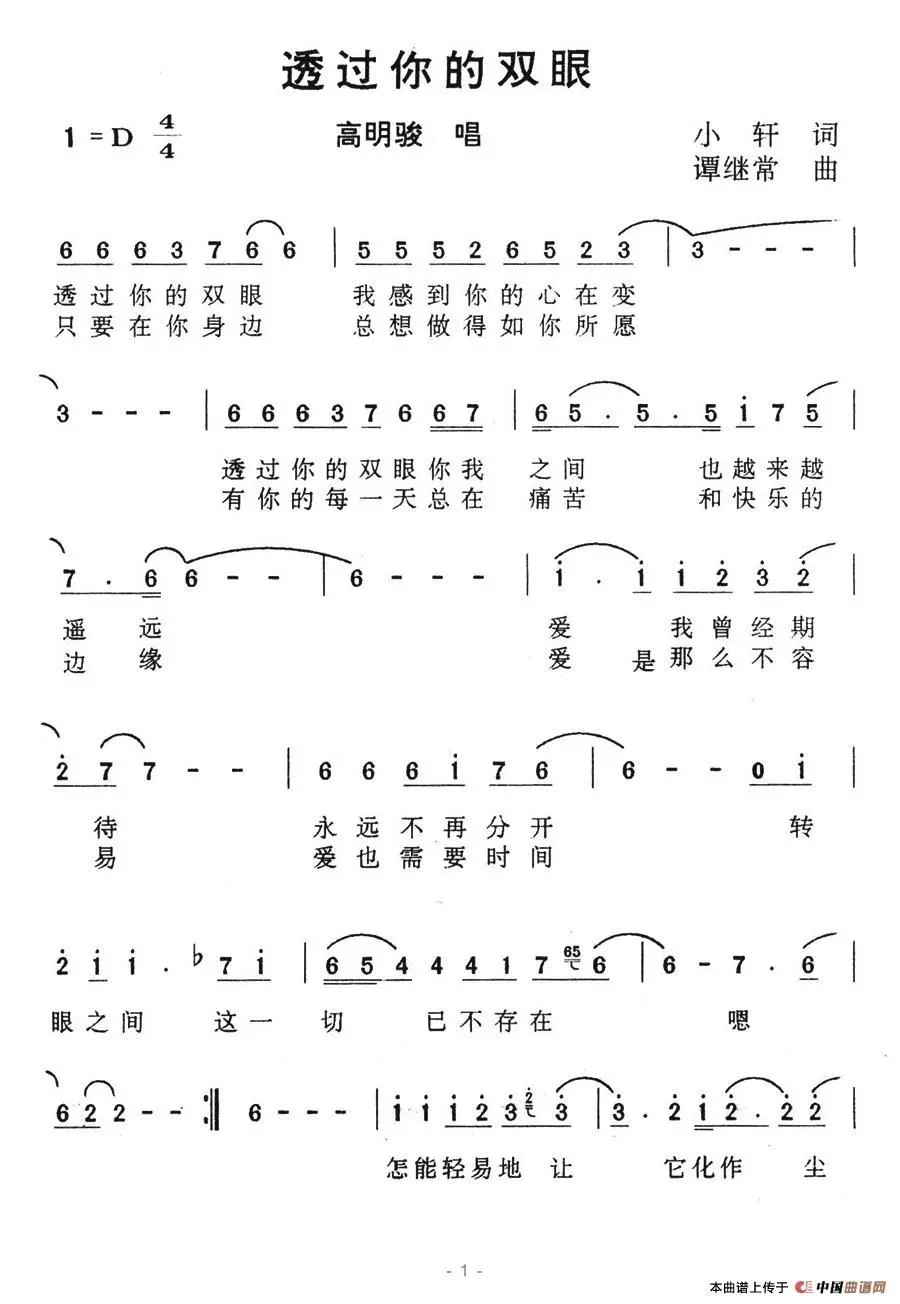 透过你的双眼
1 = D 4/4 高明骏 唱 小轩 词
谭继常 曲
6 6 6 3 7 6 6 | 5 5 5 2 6 5 2 3 | 3 - - - |
透过你的双眼 我感到你的心在变
只要在你身边 总想做得如你所愿
3 - - - | 6 6 6 3 7 6 6 7 | 6 5 . 5 . 5 i 7 5 |
透过你的双眼你我 之间 也越来越
有你的每一天总在 痛苦 和快乐的
7 . 6 6 - - | 6 - - - | i . i i 2 3 2 |
遥远 爱 我曾经期
边缘 爱 是那么不容
2 7 7 - - | 6 6 6 i 7 6 | 6 - - 0 i |
待 永远不再分开 转
易 爱也需要时间
2 i i . ♭7 i | 6 5 4 4 4 1 7 65 6 | 6 - 7 . 6 |
眼之间 这一 切 已不存在 嗯
6 2 2 - - :‖ 6 - - - | i i i 2 3 2 3 | 3 . 2 i 2 . 2 2 |
怎能轻易地 让 它化作 尘
- 1 -
本曲谱上传于 中国曲谱网